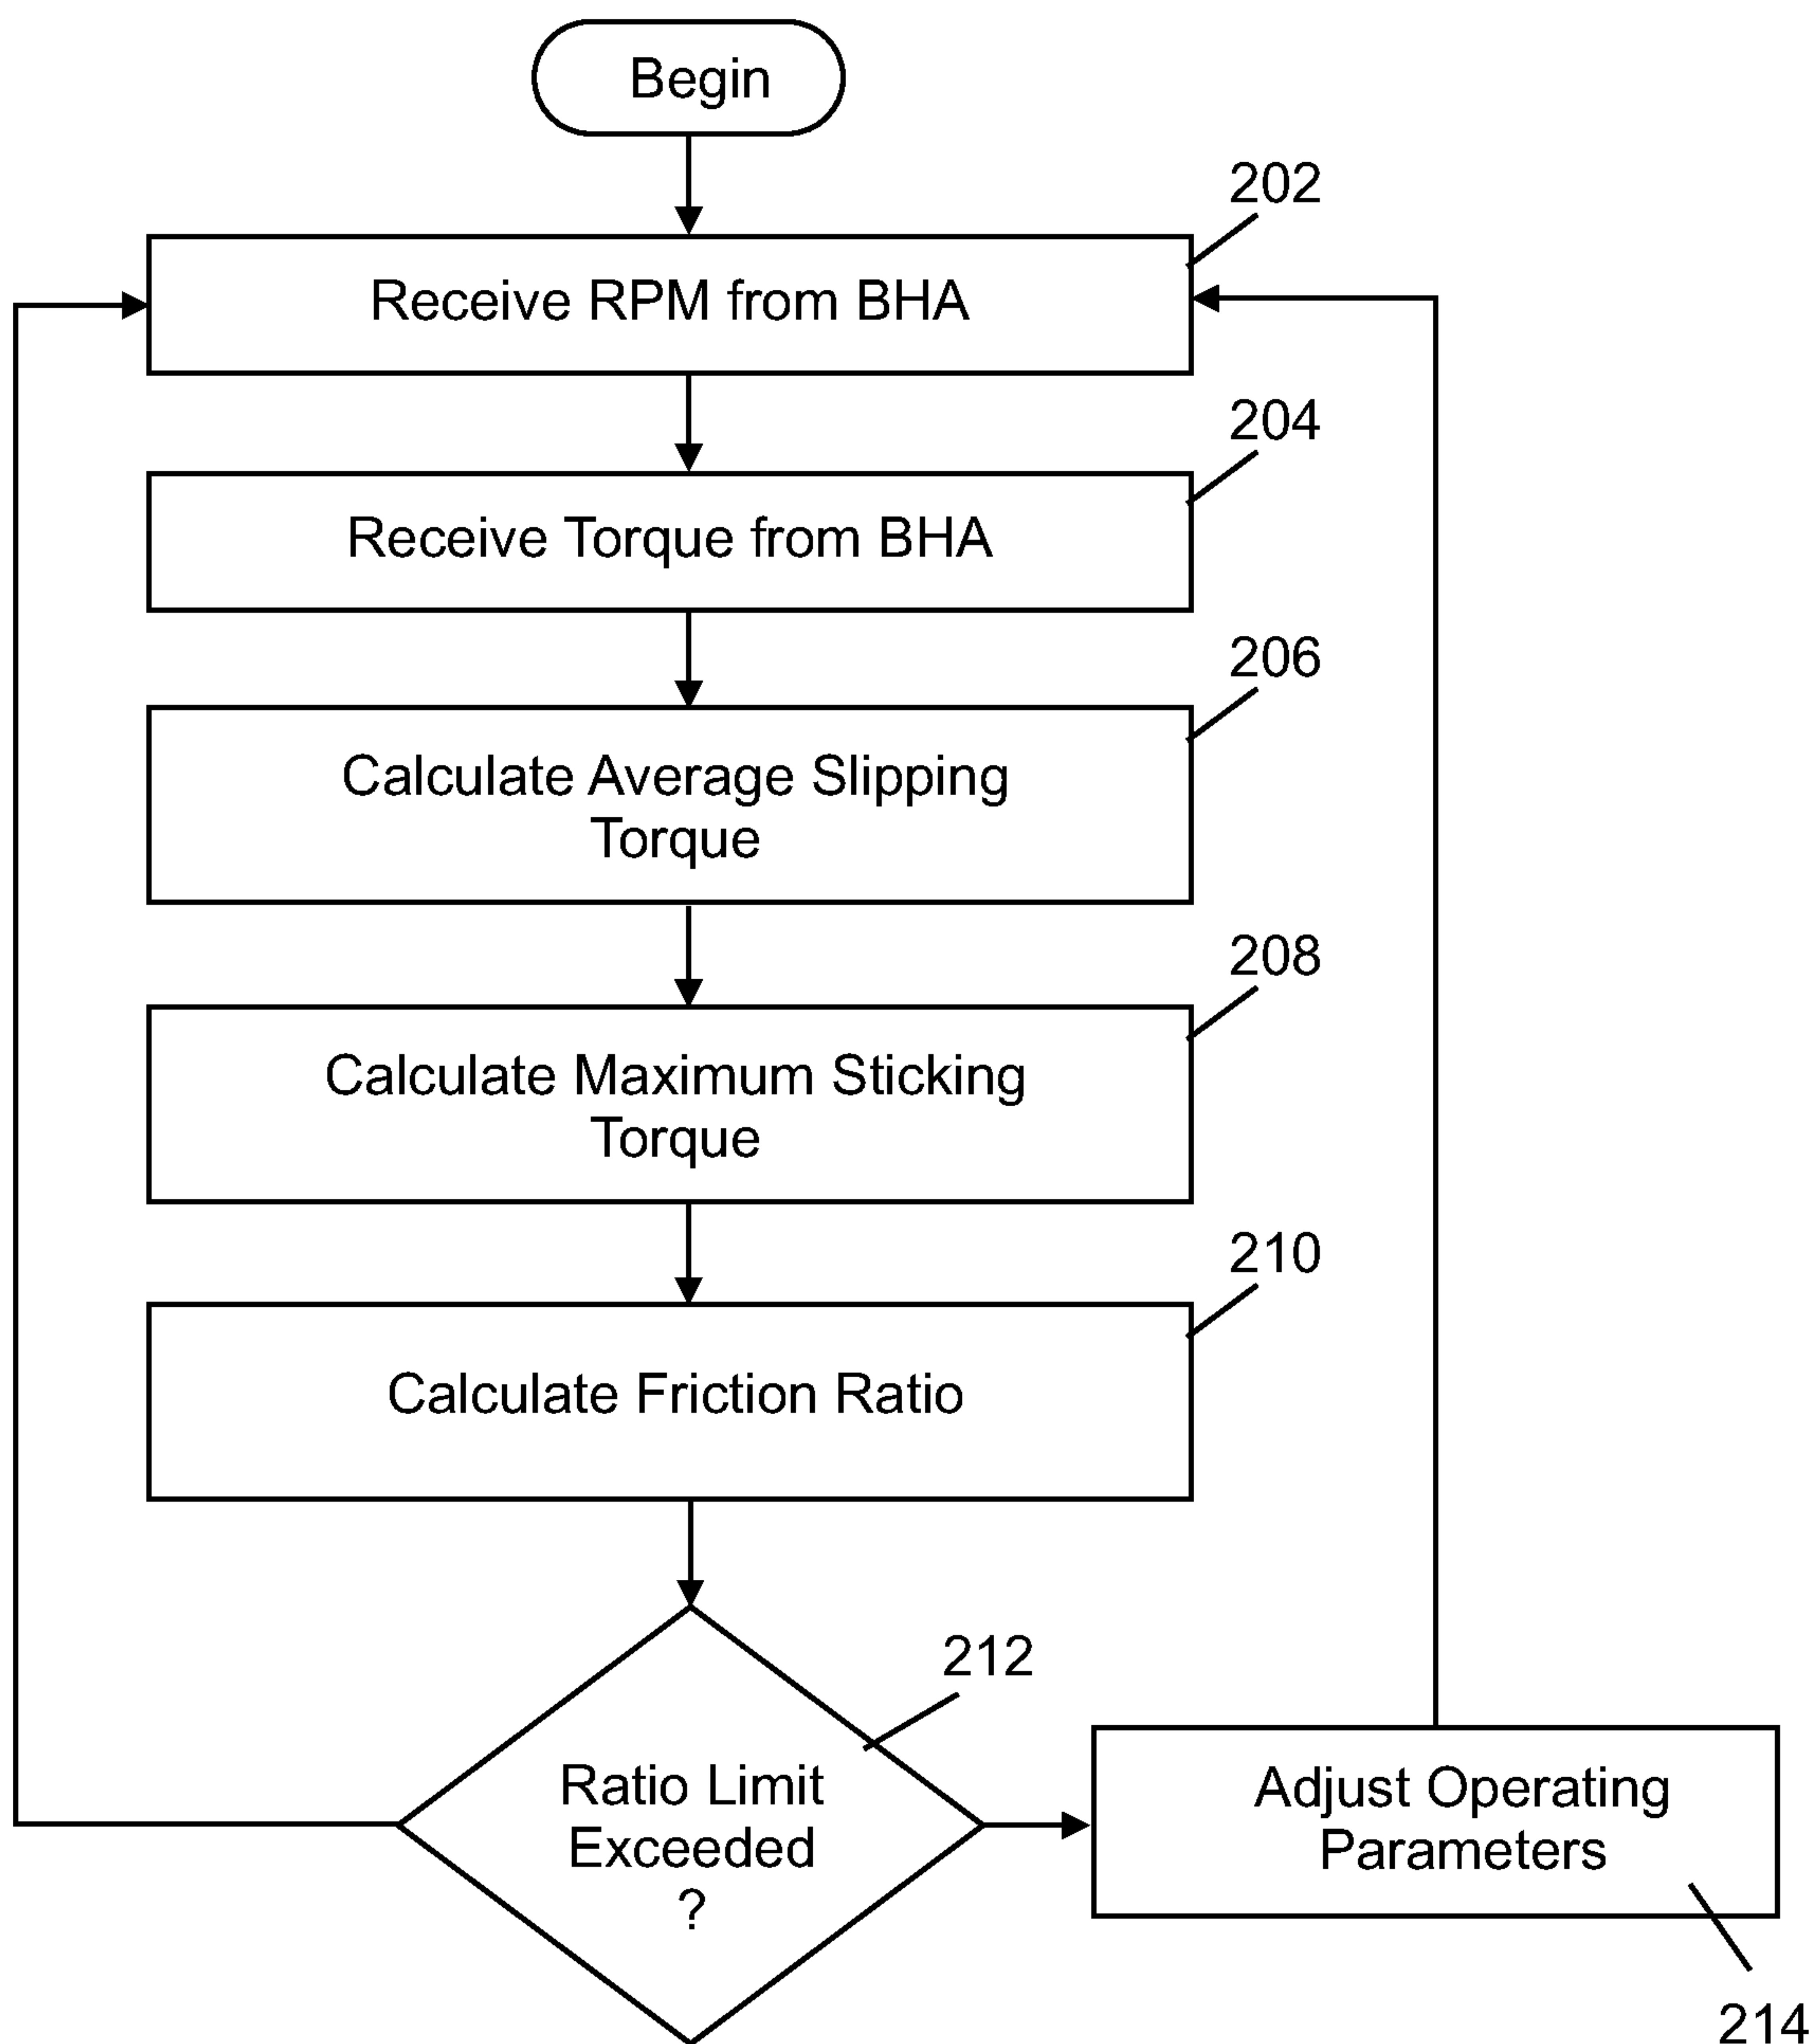 Begin
202
Receive RPM from BHA
204
Receive Torque from BHA
206
Calculate Average Slipping
Torque
208
Calculate Maximum Sticking
Torque
210
Calculate Friction Ratio
212
Ratio Limit
Exceeded
?
Adjust Operating
Parameters
214